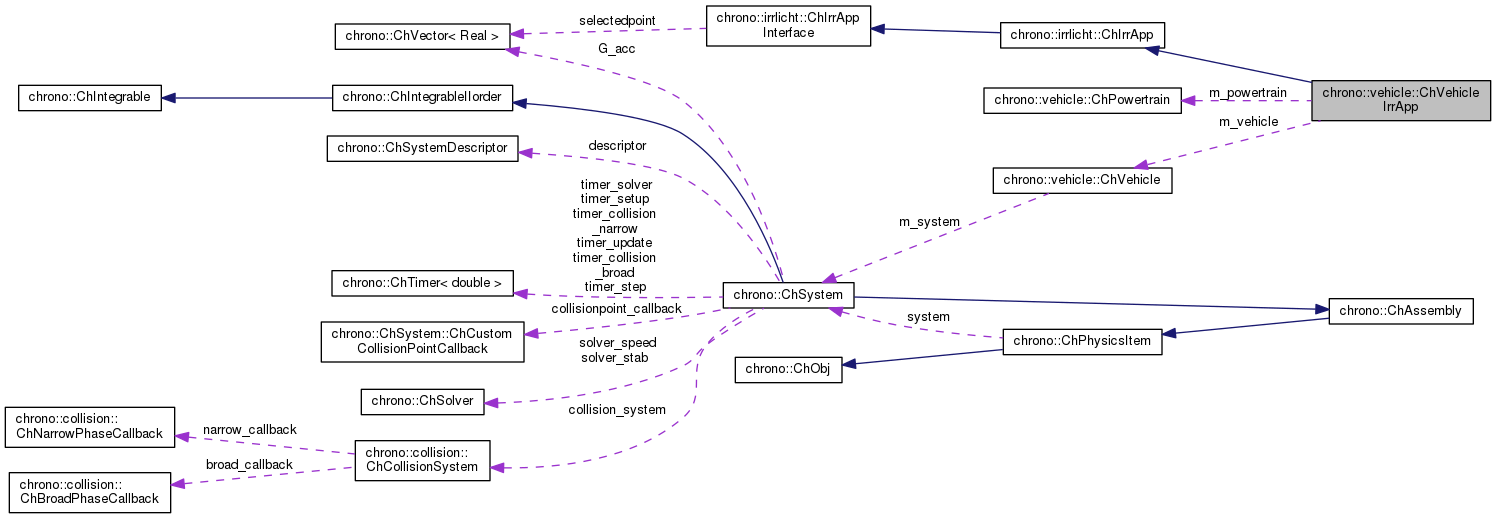 chrono::ChVector< Real >
selectedpoint
chrono::irrlicht::ChIrrApp
Interface
chrono::irrlicht::ChIrrApp
G_acc
chrono::ChIntegrable
chrono::ChIntegrableIIorder
chrono::vehicle::ChPowertrain
m_powertrain
chrono::vehicle::ChVehicle
IrrApp
m_vehicle
chrono::ChSystemDescriptor
descriptor
chrono::vehicle::ChVehicle
timer_solver
timer_setup
timer_collision
_narrow
timer_update
timer_collision
_broad
timer_step
m_system
chrono::ChTimer< double >
chrono::ChSystem
collisionpoint_callback
system
chrono::ChAssembly
chrono::ChSystem::ChCustom
CollisionPointCallback
chrono::ChPhysicsItem
solver_speed
solver_stab
chrono::ChObj
chrono::ChSolver
collision_system
chrono::collision::
ChNarrowPhaseCallback
narrow_callback
chrono::collision::
ChCollisionSystem
broad_callback
chrono::collision::
ChBroadPhaseCallback